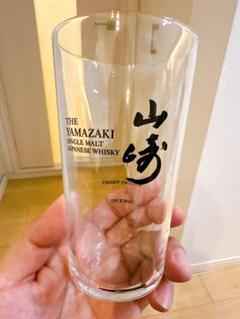 THE
YAMAZAKI
SINGLE MALT
JAPANESE WHISKY
山崎